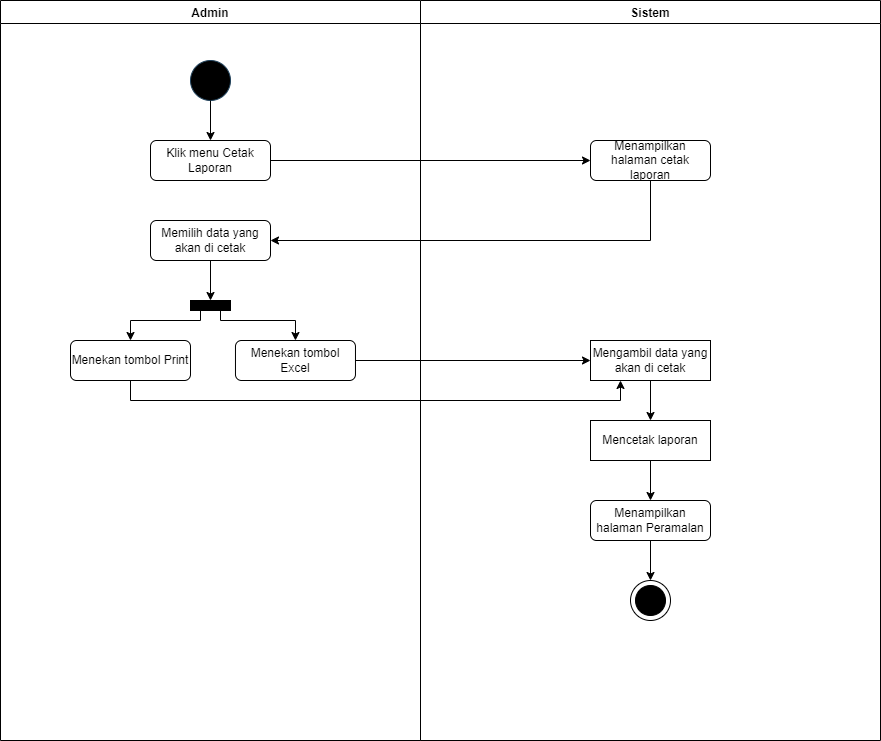 Admin
Sistem
Klik menu Cetak
Laporan
Menampilkan
halaman cetak
laporan
Memilih data yang
akan di cetak
Menekan tombol Print
Menekan tombol
Excel
Mengambil data yang
akan di cetak
Mencetak laporan
Menampilkan
halaman Peramalan